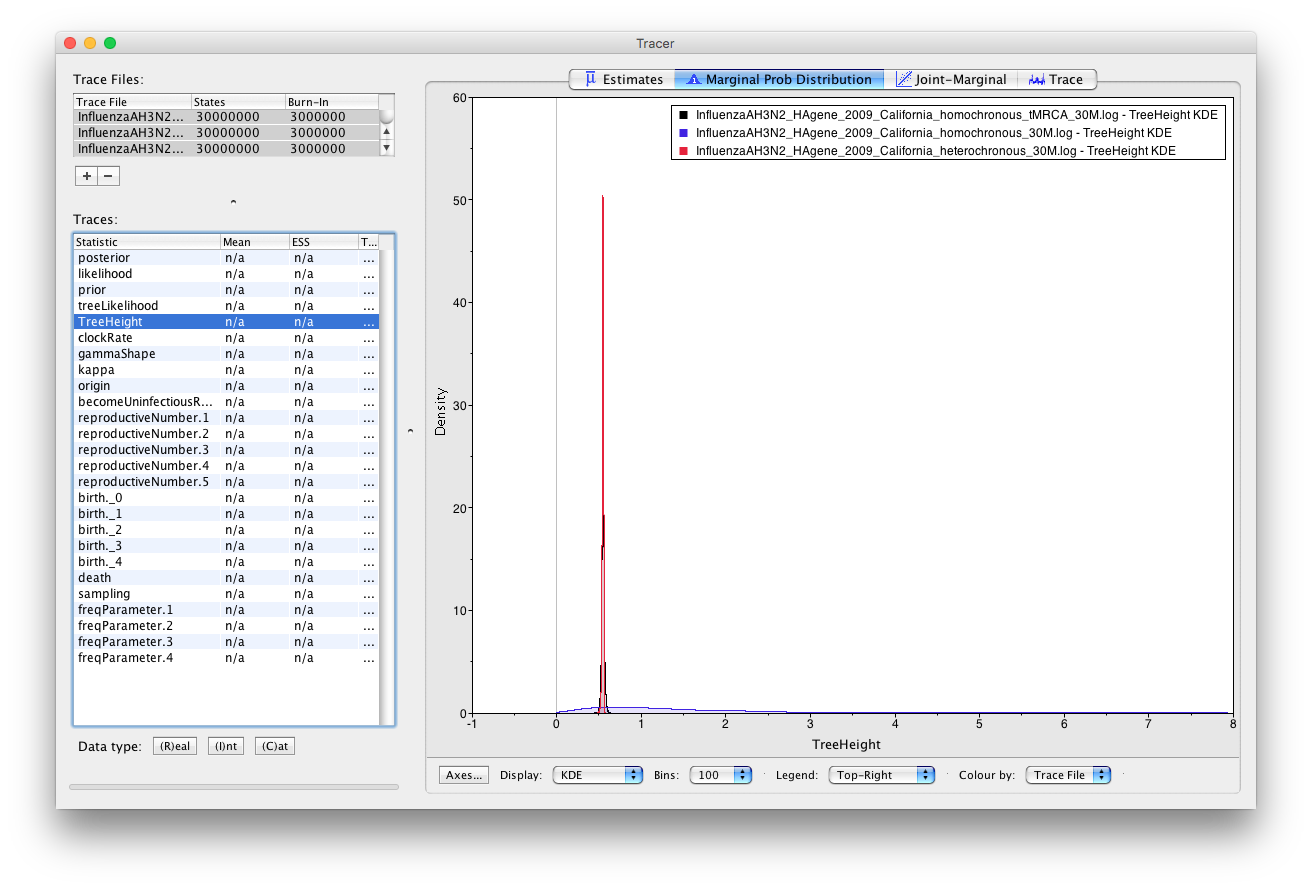 Tracer
Trace Files:
Trace File States Burn-In
InfluenzaAH3N2... 30000000 3000000
InfluenzaAH3N2... 30000000 3000000
InfluenzaAH3N2... 30000000 3000000
+ −
Traces:
Statistic Mean ESS T...
posterior n/a n/a ...
likelihood n/a n/a ...
prior n/a n/a ...
treeLikelihood n/a n/a ...
TreeHeight n/a n/a ...
clockRate n/a n/a ...
gammaShape n/a n/a ...
kappa n/a n/a ...
origin n/a n/a ...
becomeUninfectiousR... n/a n/a ...
reproductiveNumber.1 n/a n/a ...
reproductiveNumber.2 n/a n/a ...
reproductiveNumber.3 n/a n/a ...
reproductiveNumber.4 n/a n/a ...
reproductiveNumber.5 n/a n/a ...
birth._0 n/a n/a ...
birth._1 n/a n/a ...
birth._2 n/a n/a ...
birth._3 n/a n/a ...
birth._4 n/a n/a ...
death n/a n/a ...
sampling n/a n/a ...
freqParameter.1 n/a n/a ...
freqParameter.2 n/a n/a ...
freqParameter.3 n/a n/a ...
freqParameter.4 n/a n/a ...
Data type: (R)eal (I)nt (C)at
Estimates Marginal Prob Distribution Joint-Marginal Trace
InfluenzaAH3N2_HAgene_2009_California_homochronous_tMRCA_30M.log - TreeHeight KDE
InfluenzaAH3N2_HAgene_2009_California_homochronous_30M.log - TreeHeight KDE
InfluenzaAH3N2_HAgene_2009_California_heterochronous_30M.log - TreeHeight KDE
60
50
40
30
20
10
0
Density
-1 0 1 2 3 4 5 6 7 8
TreeHeight
Axes... Display: KDE Bins: 100 Legend: Top-Right Colour by: Trace File